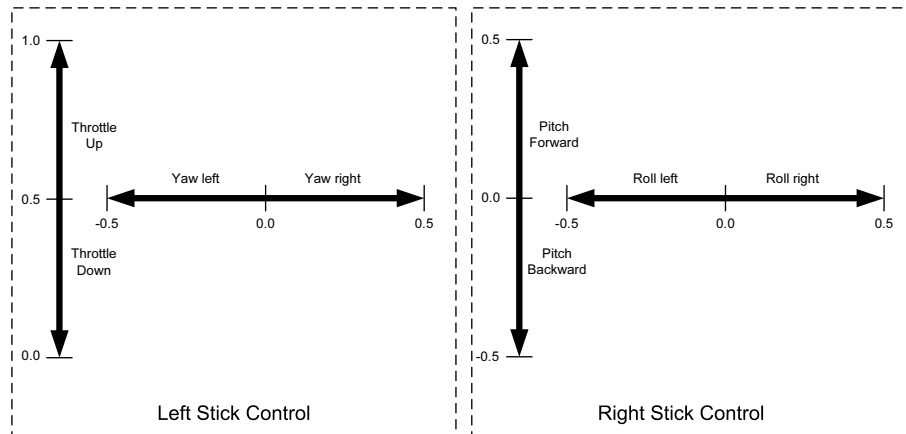 1.0
Throttle
Up
Yaw left
Yaw right
0.5
-0.5
0.0
0.5
Throttle
Down
0.0
Left Stick Control
0.5
Pitch
Forward
Roll left
Roll right
0.0
-0.5
0.0
0.5
Pitch
Backward
-0.5
Right Stick Control